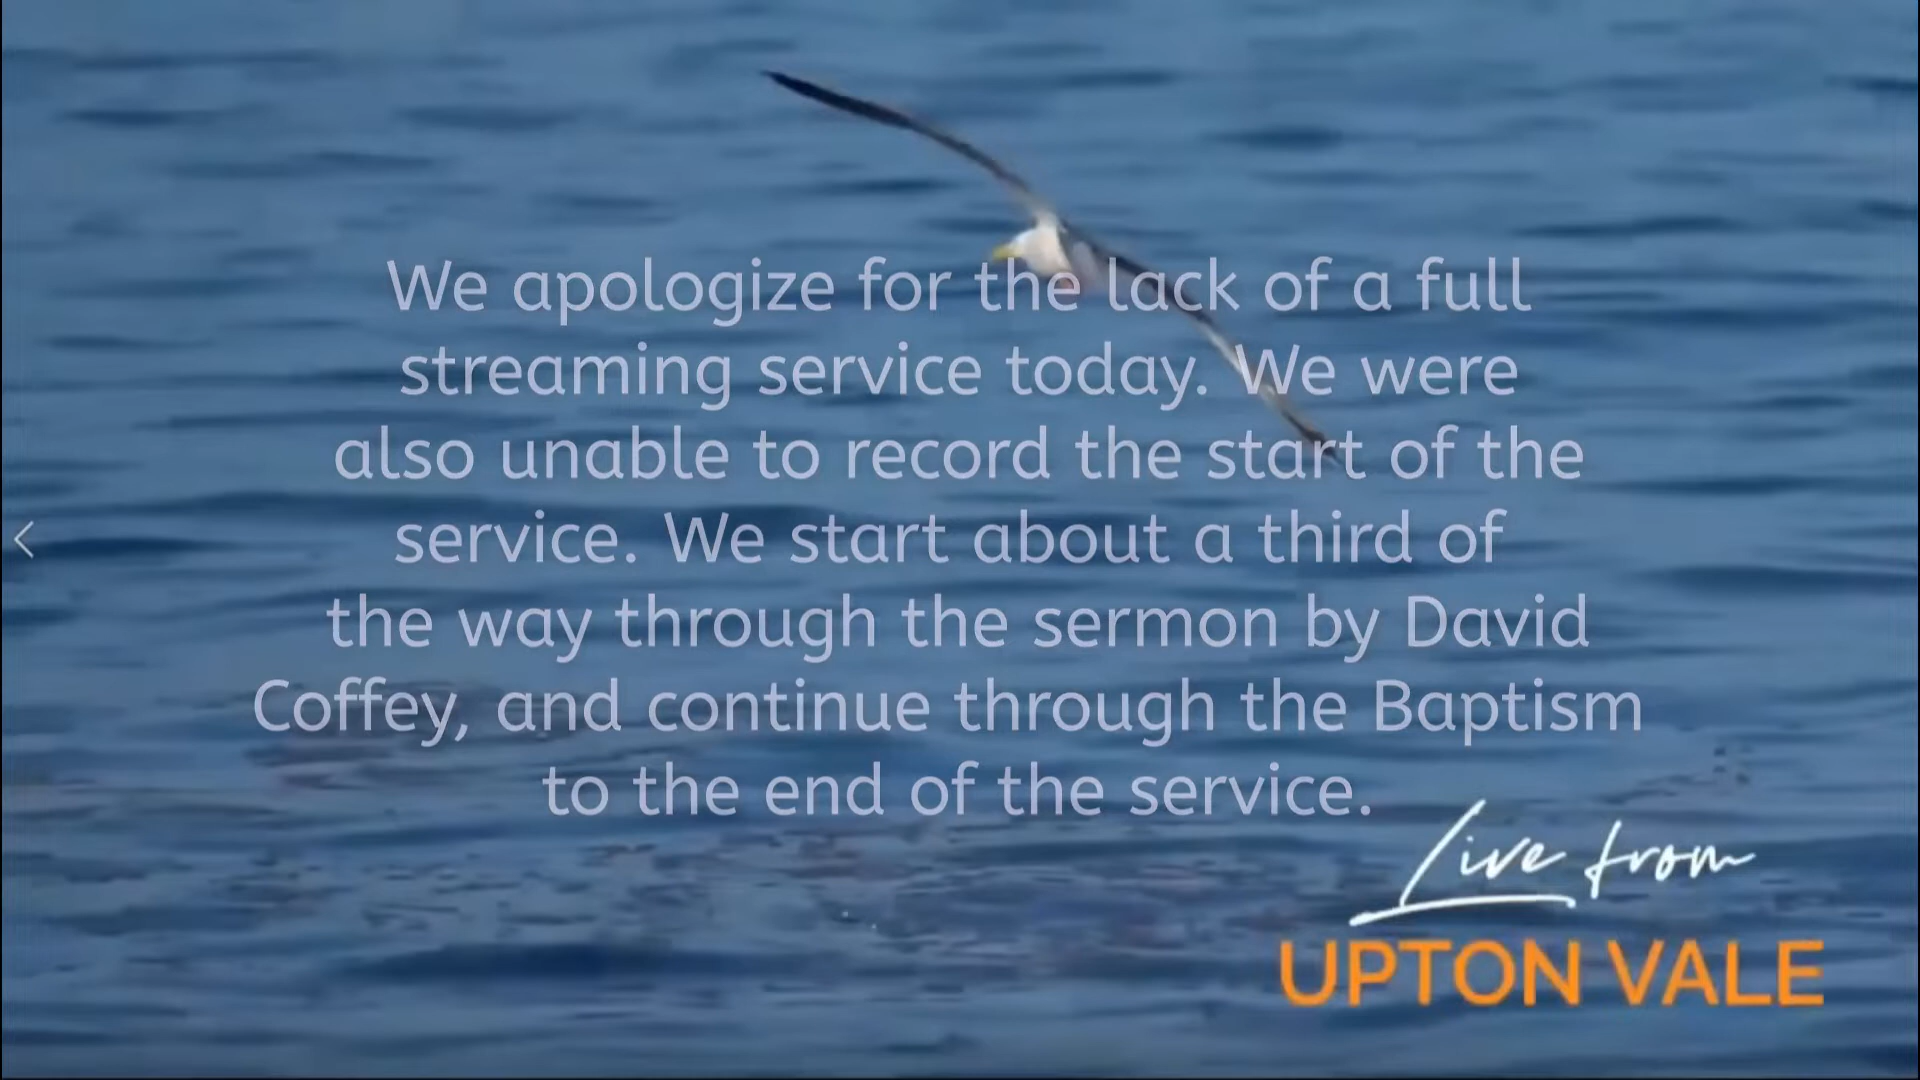 We apologize for the lack of a full
streaming service today. We were
also unable to record the start of the
service. We start about a third of
the way through the sermon by David
Coffey, and continue through the Baptism
to the end of the service.
Live from
UPTON VALE